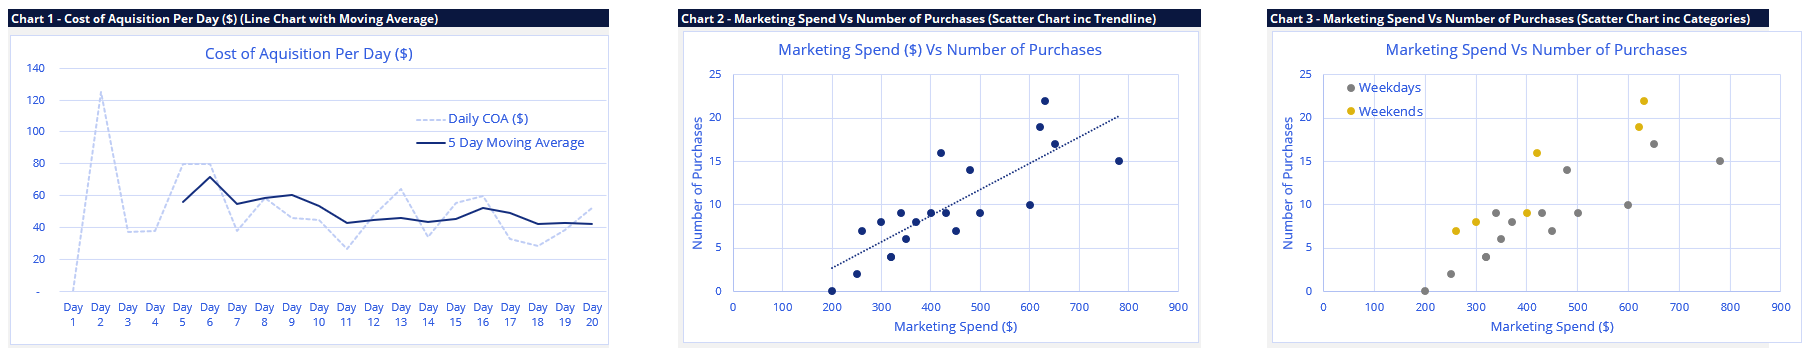 Chart 1 - Cost of Aquisition Per Day ($) (Line Chart with Moving Average)
Cost of Aquisition Per Day ($)
140
120
100
80
60
40
20
-
Daily COA ($)
5 Day Moving Average
Day Day Day Day Day Day Day Day Day Day Day Day Day Day Day Day Day Day Day Day
1 2 3 4 5 6 7 8 9 10 11 12 13 14 15 16 17 18 19 20
Chart 2 - Marketing Spend Vs Number of Purchases (Scatter Chart inc Trendline)
Marketing Spend ($) Vs Number of Purchases
Number of Purchases
25
20
15
10
5
0
0 100 200 300 400 500 600 700 800 900
Marketing Spend ($)
Chart 3 - Marketing Spend Vs Number of Purchases (Scatter Chart inc Categories)
Marketing Spend Vs Number of Purchases
Number of Purchases
25
20
15
10
5
0
Weekdays
Weekends
0 100 200 300 400 500 600 700 800 900
Marketing Spend ($)